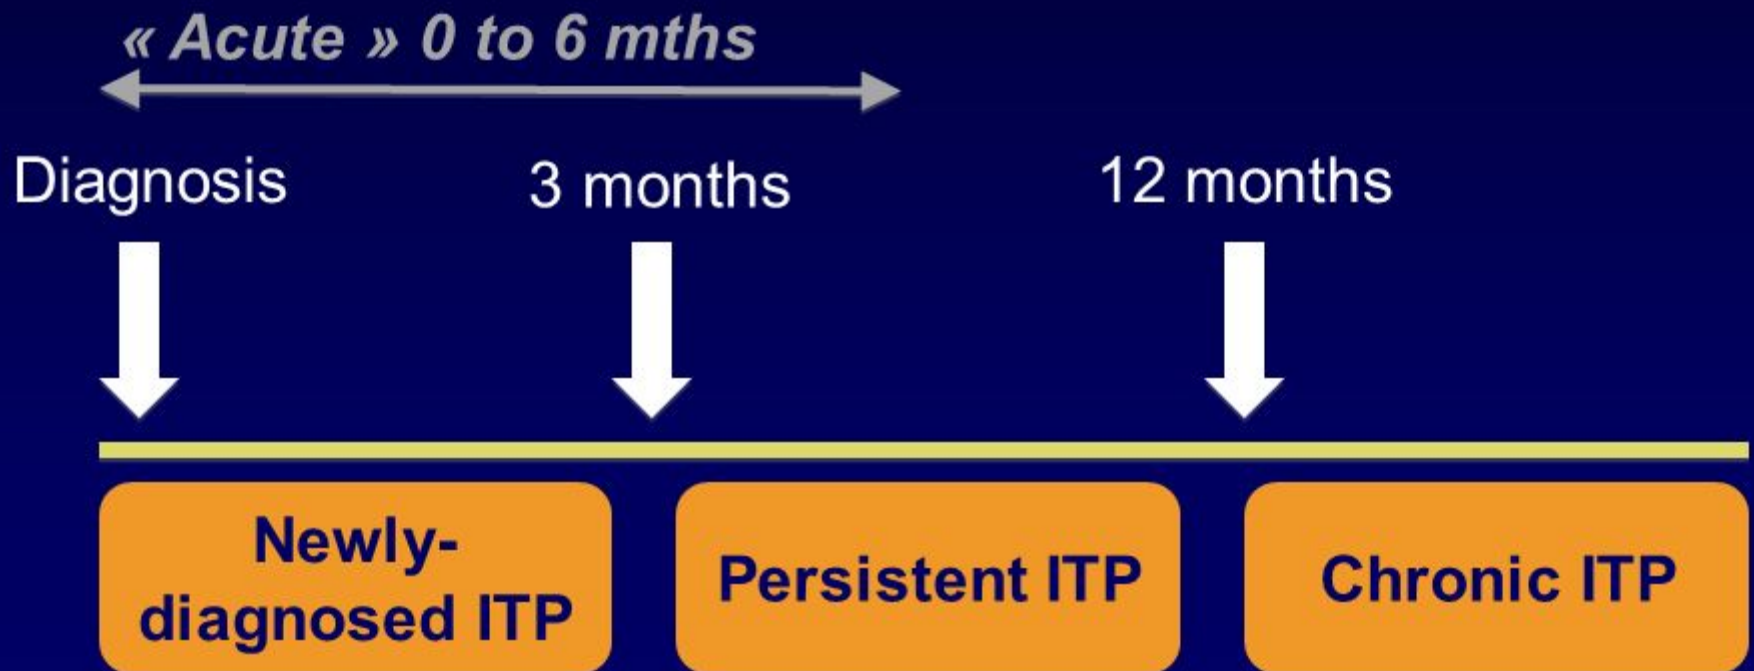 « Acute » 0 to 6 mths
Diagnosis
3 months
12 months
Newly-
diagnosed ITP
Persistent ITP
Chronic ITP